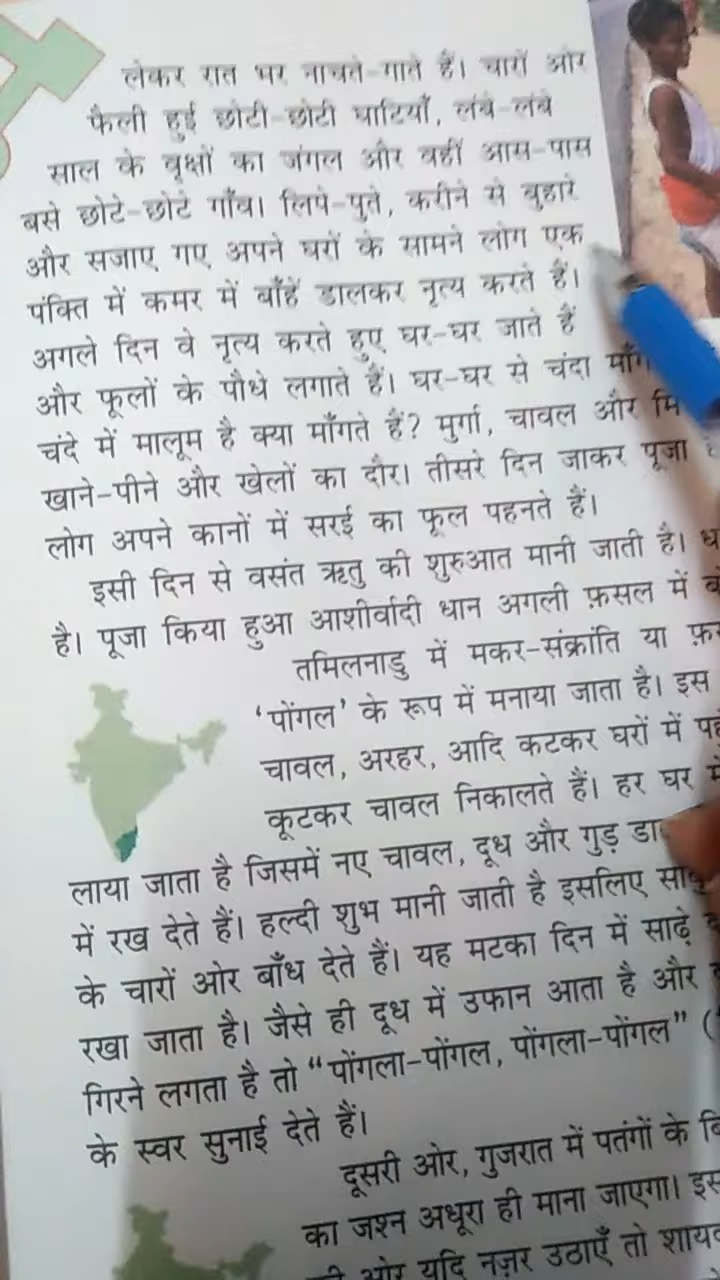 लेकर रात भर नाचते-गाते हैं। चारों ओर
फैली हुई छोटी-छोटी घाटियाँ, लंबे-लंबे
साल के वृक्षों का जंगल और वहीं आस-पास
बसे छोटे-छोटे गाँव। लिपे-पुते, करीने से बुहारे
और सजाए गए अपने घरों के सामने लोग एक
पंक्ति में कमर में बाँहें डालकर नृत्य करते हैं।
अगले दिन वे नृत्य करते हुए घर-घर जाते हैं
और फूलों के पौधे लगाते हैं। घर-घर से चंदा
चंदे में मालूम है क्या माँगते हैं? मुर्गा, चावल और
खाने-पीने और खेलों का दौर। तीसरे दिन जाकर पूजा
लोग अपने कानों में सरई का फूल पहनते हैं।
इसी दिन से वसंत ऋतु की शुरुआत मानी जाती है।
है। पूजा किया हुआ आशीर्वादी धान अगली फ़सल में
तमिलनाडु में मकर-संक्रांति या
‘पोंगल’ के रूप में मनाया जाता है। इस
चावल, अरहर, आदि कटकर घरों में
कूटकर चावल निकालते हैं। हर घर
लाया जाता है जिसमें नए चावल, दूध और गुड़
में रख देते हैं। हल्दी शुभ मानी जाती है इसलिए
के चारों ओर बाँध देते हैं। यह मटका दिन में साढ़े
रखा जाता है। जैसे ही दूध में उफान आता है और
गिरने लगता है तो “पोंगला-पोंगल, पोंगला-पोंगल” (
के स्वर सुनाई देते हैं।
दूसरी ओर, गुजरात में पतंगों के
का जश्न अधूरा ही माना जाएगा।
ओर यदि नज़र उठाएँ तो